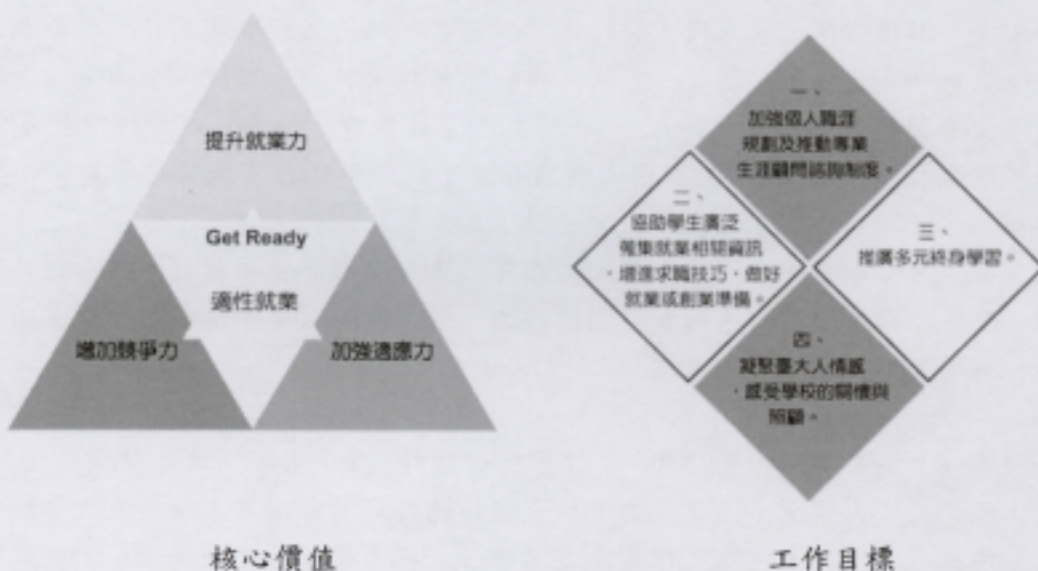 提升就業力
Get Ready
適性就業
增加競爭力
加強適應力
核心價值
一、
加強個人職涯
規劃及推動專業
生涯顧問諮詢制度。
二、
協助學生廣泛
蒐集就業相關資訊
，增進求職技巧，做好
就業或創業準備。
三、
推廣多元終身學習。
四、
凝聚臺大人情感
，感受學校的關懷與
照顧。
工作目標